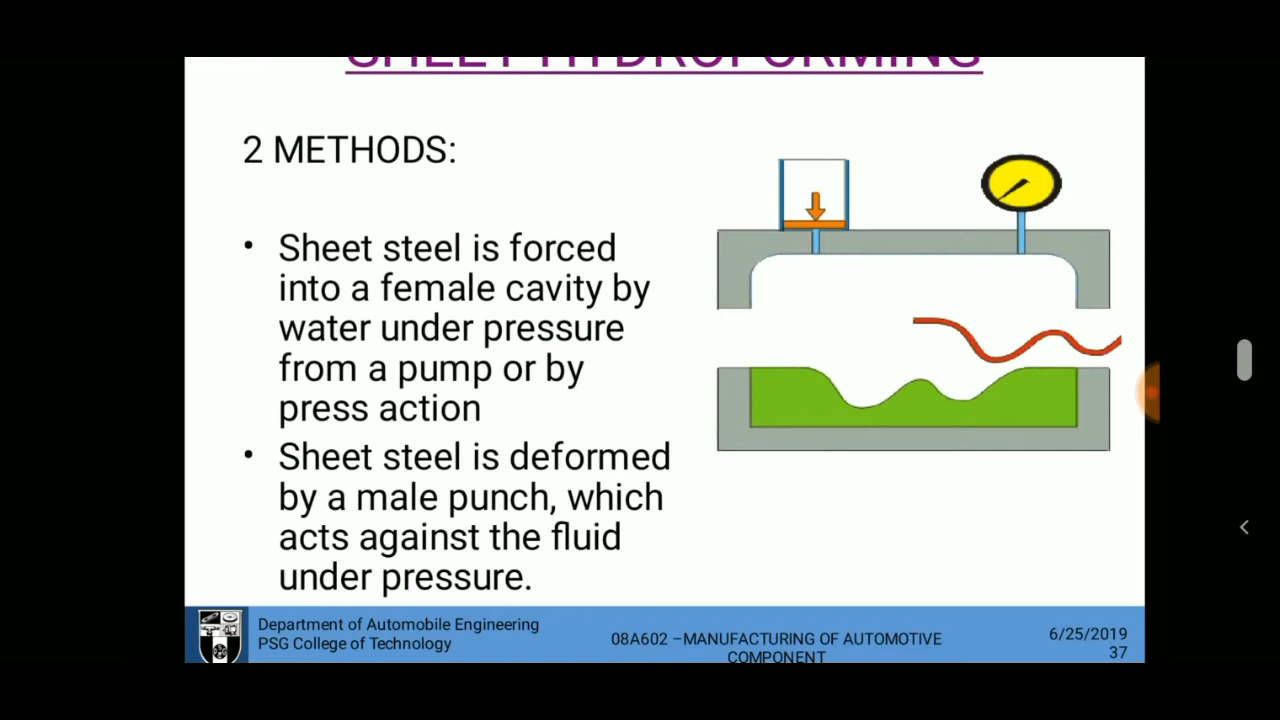 SHEET HYDROFORMING
2 METHODS:
• Sheet steel is forced
into a female cavity by
water under pressure
from a pump or by
press action
• Sheet steel is deformed
by a male punch, which
acts against the fluid
under pressure.
Department of Automobile Engineering
PSG College of Technology
08A602 –MANUFACTURING OF AUTOMOTIVE
COMPONENT
6/25/2019
37